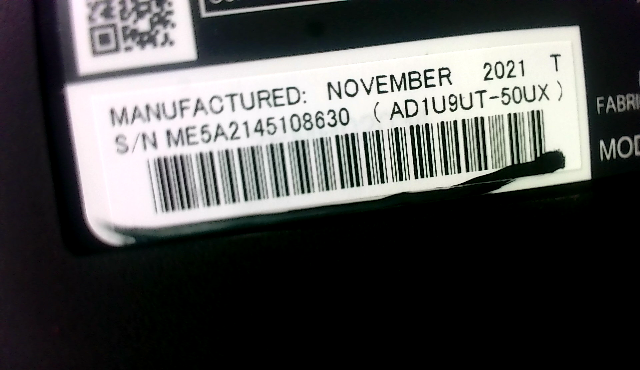 MANUFACTURED: NOVEMBER 2021 T
S/N ME5A2145108630 (AD1U9UT-50UX)
FABRI
MOD